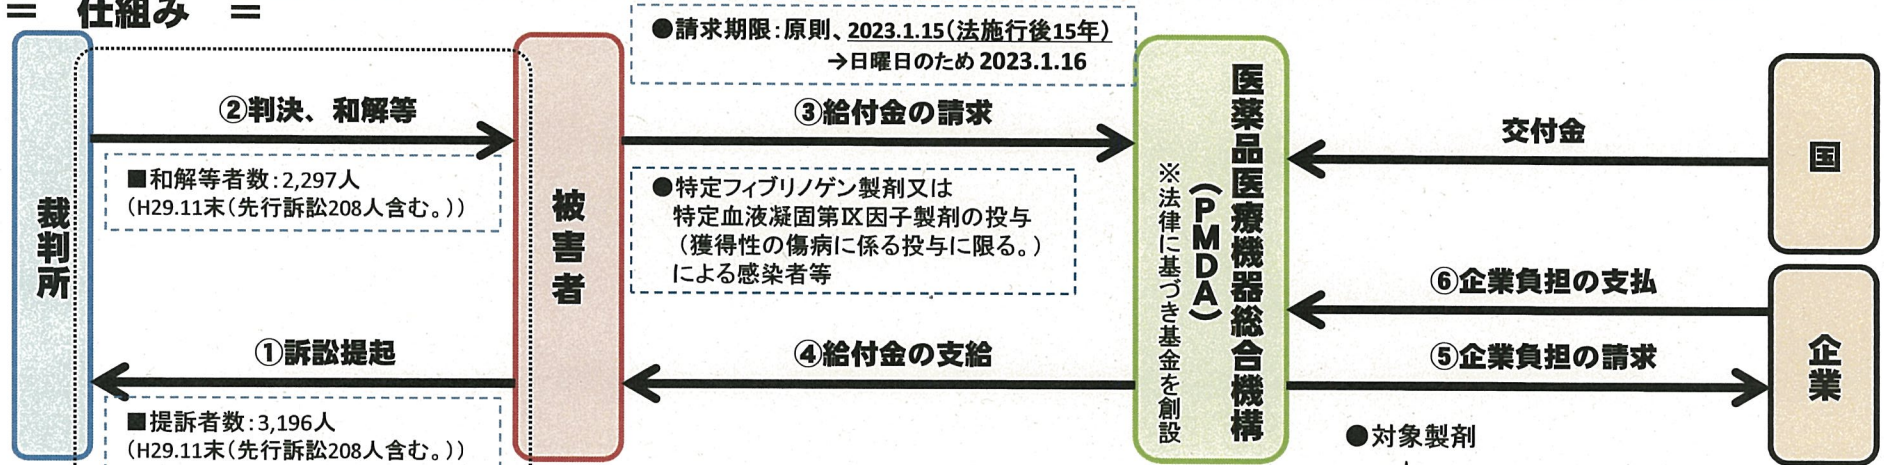 ＝ 仕組み ＝
●請求期限：原則、2023.1.15（法施行後15年）
→日曜日のため 2023.1.16
裁判所
②判決、和解等
■和解等者数：2,297人
（H29.11末（先行訴訟208人含む。））
①訴訟提起
■提訴者数：3,196人
（H29.11末（先行訴訟208人含む。））
被害者
③給付金の請求
●特定フィブリノゲン製剤又は
特定血液凝固第Ⅸ因子製剤の投与
（獲得性の傷病に係る投与に限る。）
による感染者等
④給付金の支給
医薬品医療機器総合機構
（PMDA）
※法律に基づき基金を創設
交付金
国
⑥企業負担の支払
⑤企業負担の請求
企業
●対象製剤